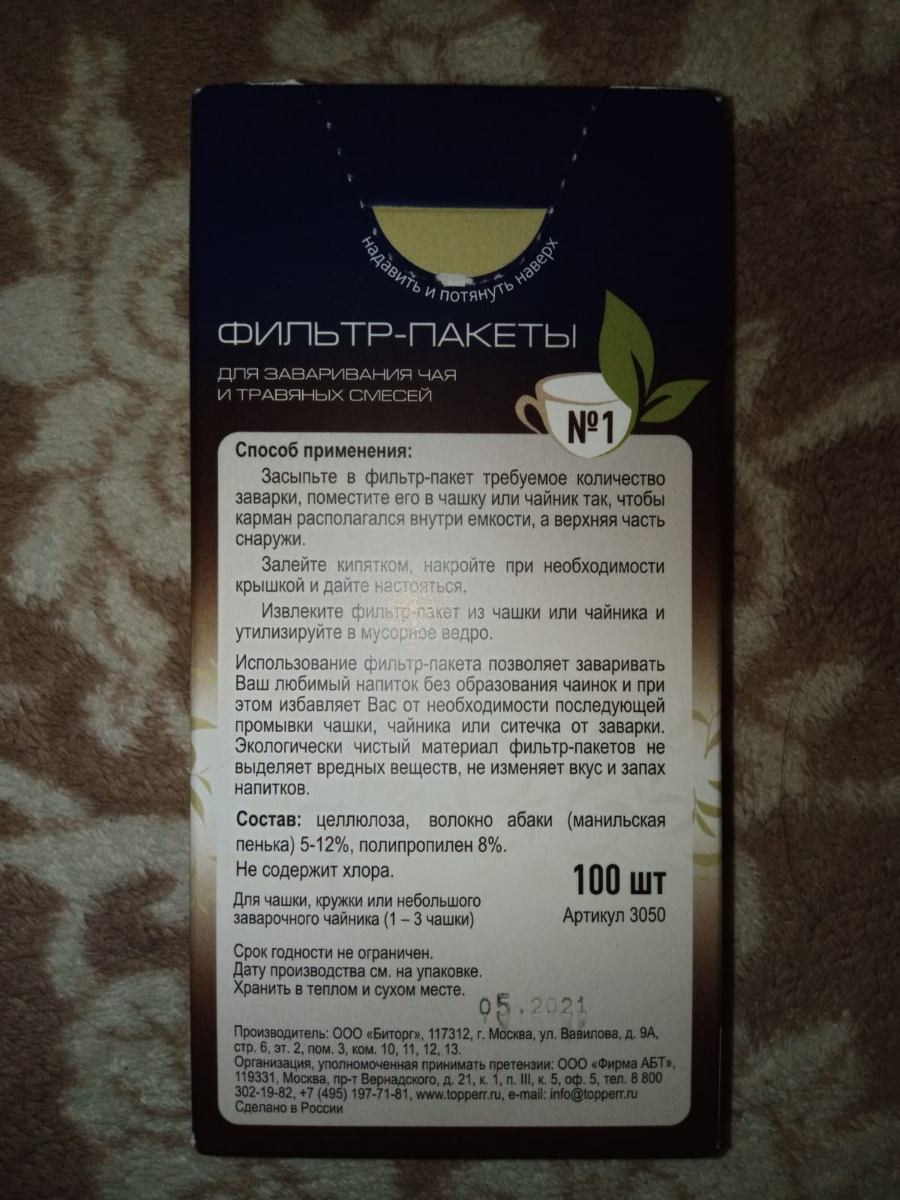 надавить и потянуть наверх
ФИЛЬТР-ПАКЕТЫ
ДЛЯ ЗАВАРИВАНИЯ ЧАЯ
И ТРАВЯНЫХ СМЕСЕЙ
№1
Способ применения:
Засыпьте в фильтр-пакет требуемое количество
заварки, поместите его в чашку или чайник так, чтобы
карман располагался внутри емкости, а верхняя часть
снаружи.
Залейте кипятком, накройте при необходимости
крышкой и дайте настояться.
Извлеките фильтр-пакет из чашки или чайника и
утилизируйте в мусорное ведро.
Использование фильтр-пакета позволяет заваривать
Ваш любимый напиток без образования чаинок и при
этом избавляет Вас от необходимости последующей
промывки чашки, чайника или ситечка от заварки.
Экологически чистый материал фильтр-пакетов не
выделяет вредных веществ, не изменяет вкус и запах
напитков.
Состав: целлюлоза, волокно абаки (манильская
пенька) 5-12%, полипропилен 8%.
Не содержит хлора.
100 шт
Для чашки, кружки или небольшого
заварочного чайника (1 – 3 чашки)
Артикул 3050
Срок годности не ограничен.
Дату производства см. на упаковке.
Хранить в теплом и сухом месте.
05.2021
Производитель: ООО «Биторг», 117312, г. Москва, ул. Вавилова, д. 9А,
стр. 6, эт. 2, пом. 3, ком. 10, 11, 12, 13.
Организация, уполномоченная принимать претензии: ООО «Фирма АБТ»,
119331, Москва, пр-т Вернадского, д. 21, к. 1, п. III, к. 5, оф. 5, тел. 8 800
302-19-82, +7 (495) 197-71-81, www.topperr.ru, e-mail: info@topperr.ru
Сделано в России